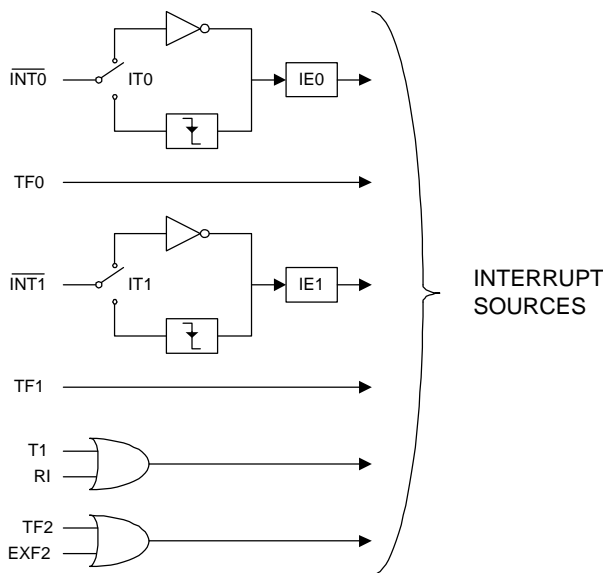 INT0
IT0
IE0
TF0
INT1
IT1
IE1
TF1
T1
RI
TF2
EXF2
INTERRUPT
SOURCES